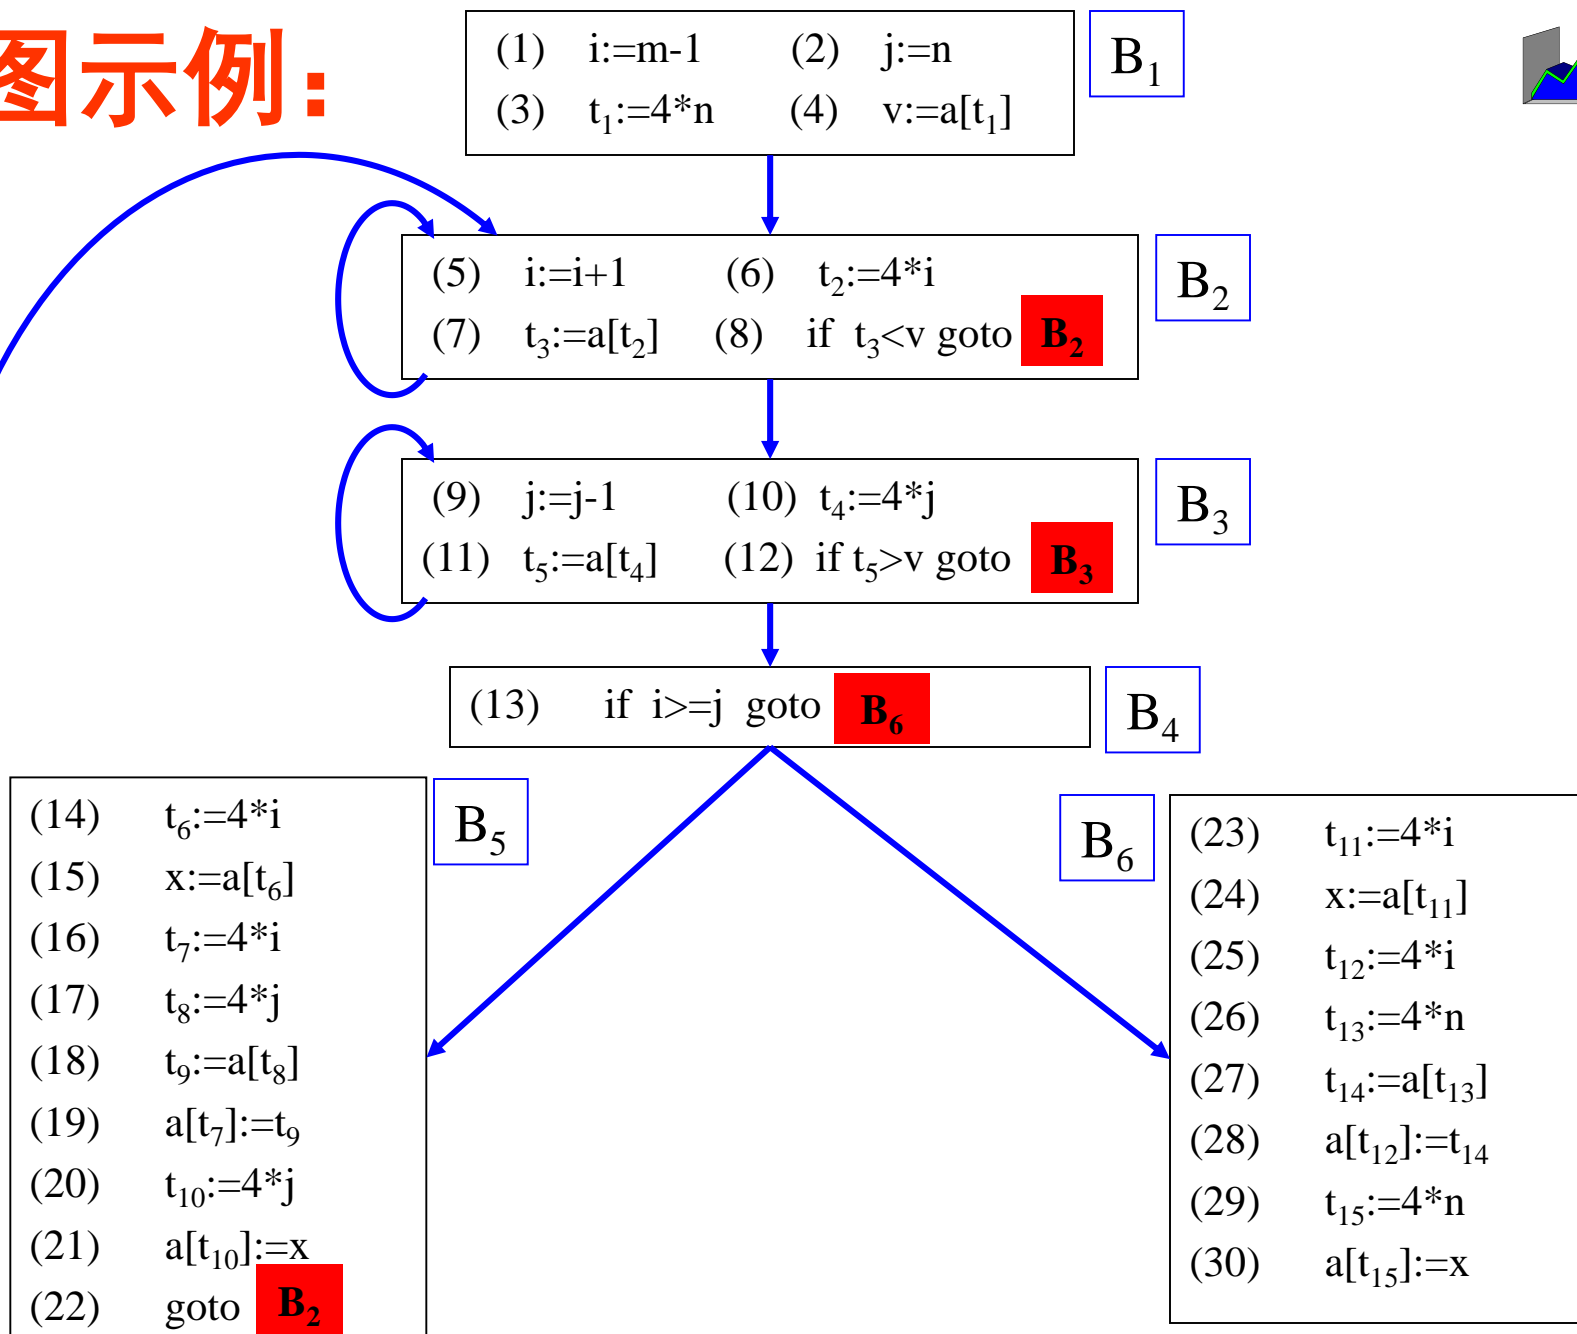 图示例：
(1) i:=m-1 (2) j:=n
(3) t₁:=4*n (4) v:=a[t₁]
B₁
(5) i:=i+1 (6) t₂:=4*i
(7) t₃:=a[t₂] (8) if t₃<v goto B₂
B₂
(9) j:=j-1 (10) t₄:=4*j
(11) t₅:=a[t₄] (12) if t₅>v goto B₃
B₃
(13) if i>=j goto B₆
B₄
(14) t₆:=4*i
(15) x:=a[t₆]
(16) t₇:=4*i
(17) t₈:=4*j
(18) t₉:=a[t₈]
(19) a[t₇]:=t₉
(20) t₁₀:=4*j
(21) a[t₁₀]:=x
(22) goto B₂
B₅
B₆
(23) t₁₁:=4*i
(24) x:=a[t₁₁]
(25) t₁₂:=4*i
(26) t₁₃:=4*n
(27) t₁₄:=a[t₁₃]
(28) a[t₁₂]:=t₁₄
(29) t₁₅:=4*n
(30) a[t₁₅]:=x